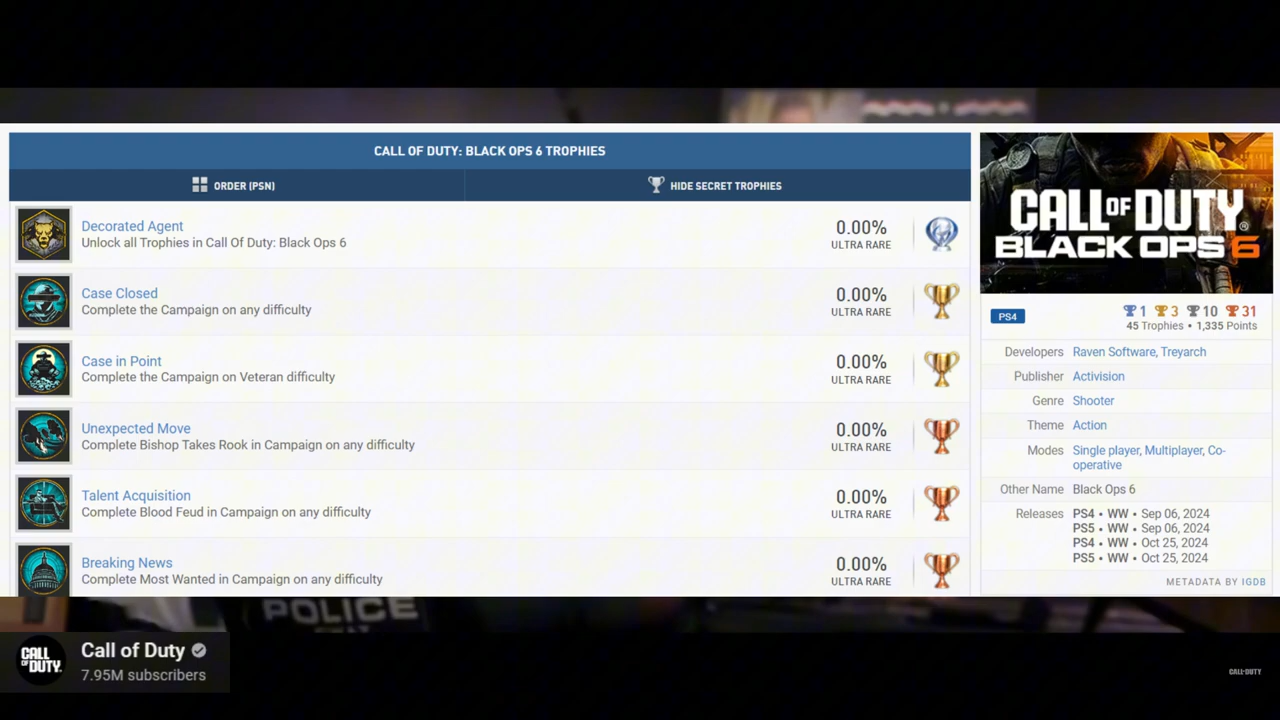 CALL OF DUTY: BLACK OPS 6 TROPHIES
ORDER (PSN)
HIDE SECRET TROPHIES
Decorated Agent
Unlock all Trophies in Call Of Duty: Black Ops 6
0.00%
ULTRA RARE
Case Closed
Complete the Campaign on any difficulty
0.00%
ULTRA RARE
Case in Point
Complete the Campaign on Veteran difficulty
0.00%
ULTRA RARE
Unexpected Move
Complete Bishop Takes Rook in Campaign on any difficulty
0.00%
ULTRA RARE
Talent Acquisition
Complete Blood Feud in Campaign on any difficulty
0.00%
ULTRA RARE
Breaking News
Complete Most Wanted in Campaign on any difficulty
0.00%
ULTRA RARE
CALL OF DUTY®
BLACK OPS 6
PS4
1 3 10 31
45 Trophies • 1,335 Points
Developers Raven Software, Treyarch
Publisher Activision
Genre Shooter
Theme Action
Modes Single player, Multiplayer, Co-
operative
Other Name Black Ops 6
Releases PS4 • WW • Sep 06, 2024
PS5 • WW • Sep 06, 2024
PS4 • WW • Oct 25, 2024
PS5 • WW • Oct 25, 2024
METADATA BY IGDB
POLICE
CALL
OF DUTY
Call of Duty
7.95M subscribers
CALL OF DUTY